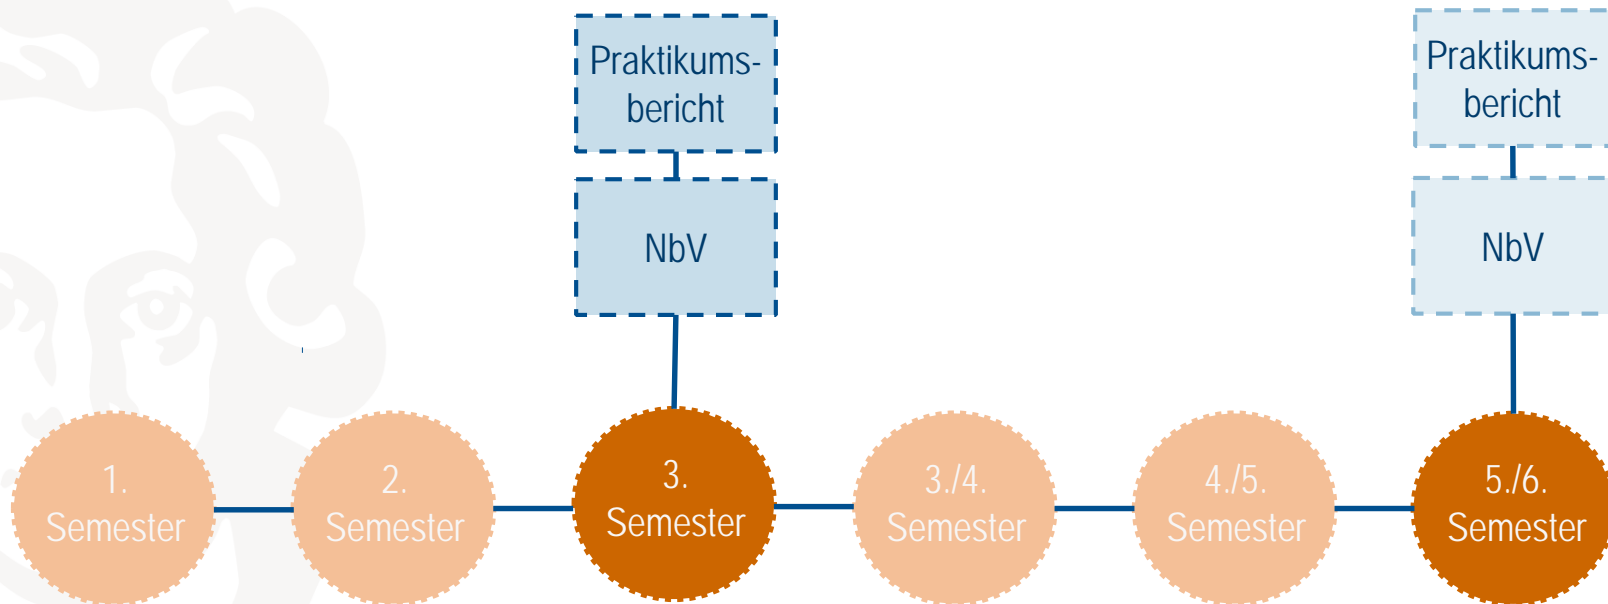 Praktikums-
bericht
NbV
Praktikums-
bericht
NbV
1.
Semester
2.
Semester
3.
Semester
3./4.
Semester
4./5.
Semester
5./6.
Semester